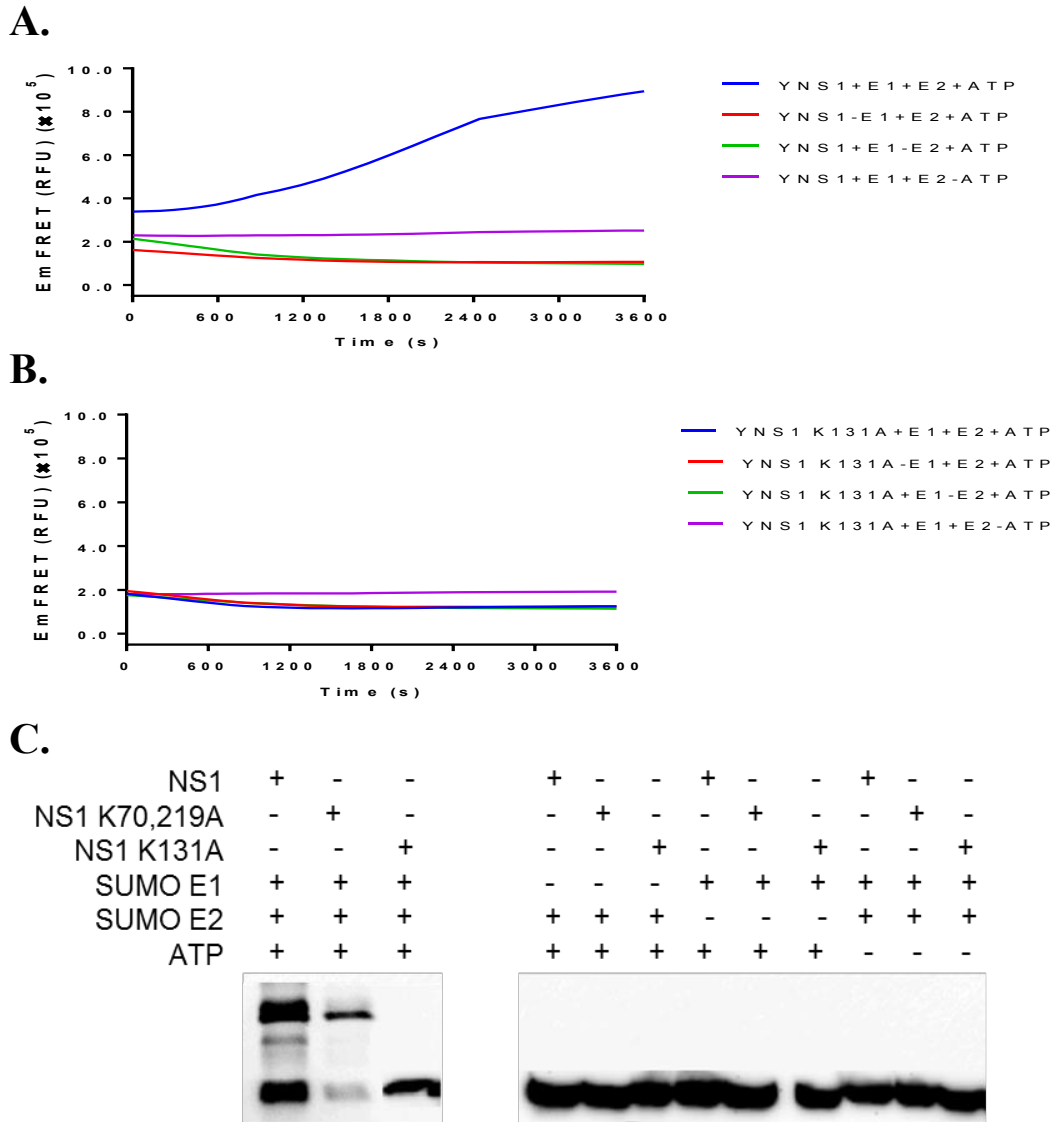 A.
EmFRET (RFU) (✖10⁵)
10.0
8.0
6.0
4.0
2.0
0.0
0 600 1200 1800 2400 3000 3600
Time (s)
YNS1+E1+E2+ATP
YNS1-E1+E2+ATP
YNS1+E1-E2+ATP
YNS1+E1+E2-ATP
B.
EmFRET (RFU) (✖10⁵)
10.0
8.0
6.0
4.0
2.0
0.0
0 600 1200 1800 2400 3000 3600
Time (s)
YNS1 K131A+E1+E2+ATP
YNS1 K131A-E1+E2+ATP
YNS1 K131A+E1-E2+ATP
YNS1 K131A+E1+E2-ATP
C.
NS1 + - - + - - + - - + - -
NS1 K70,219A - + - - + - - + - - + -
NS1 K131A - - + - - + - - + - - +
SUMO E1 + + + - - - + + + + + +
SUMO E2 + + + + + + - - - + + +
ATP + + + + + + + + + - - -